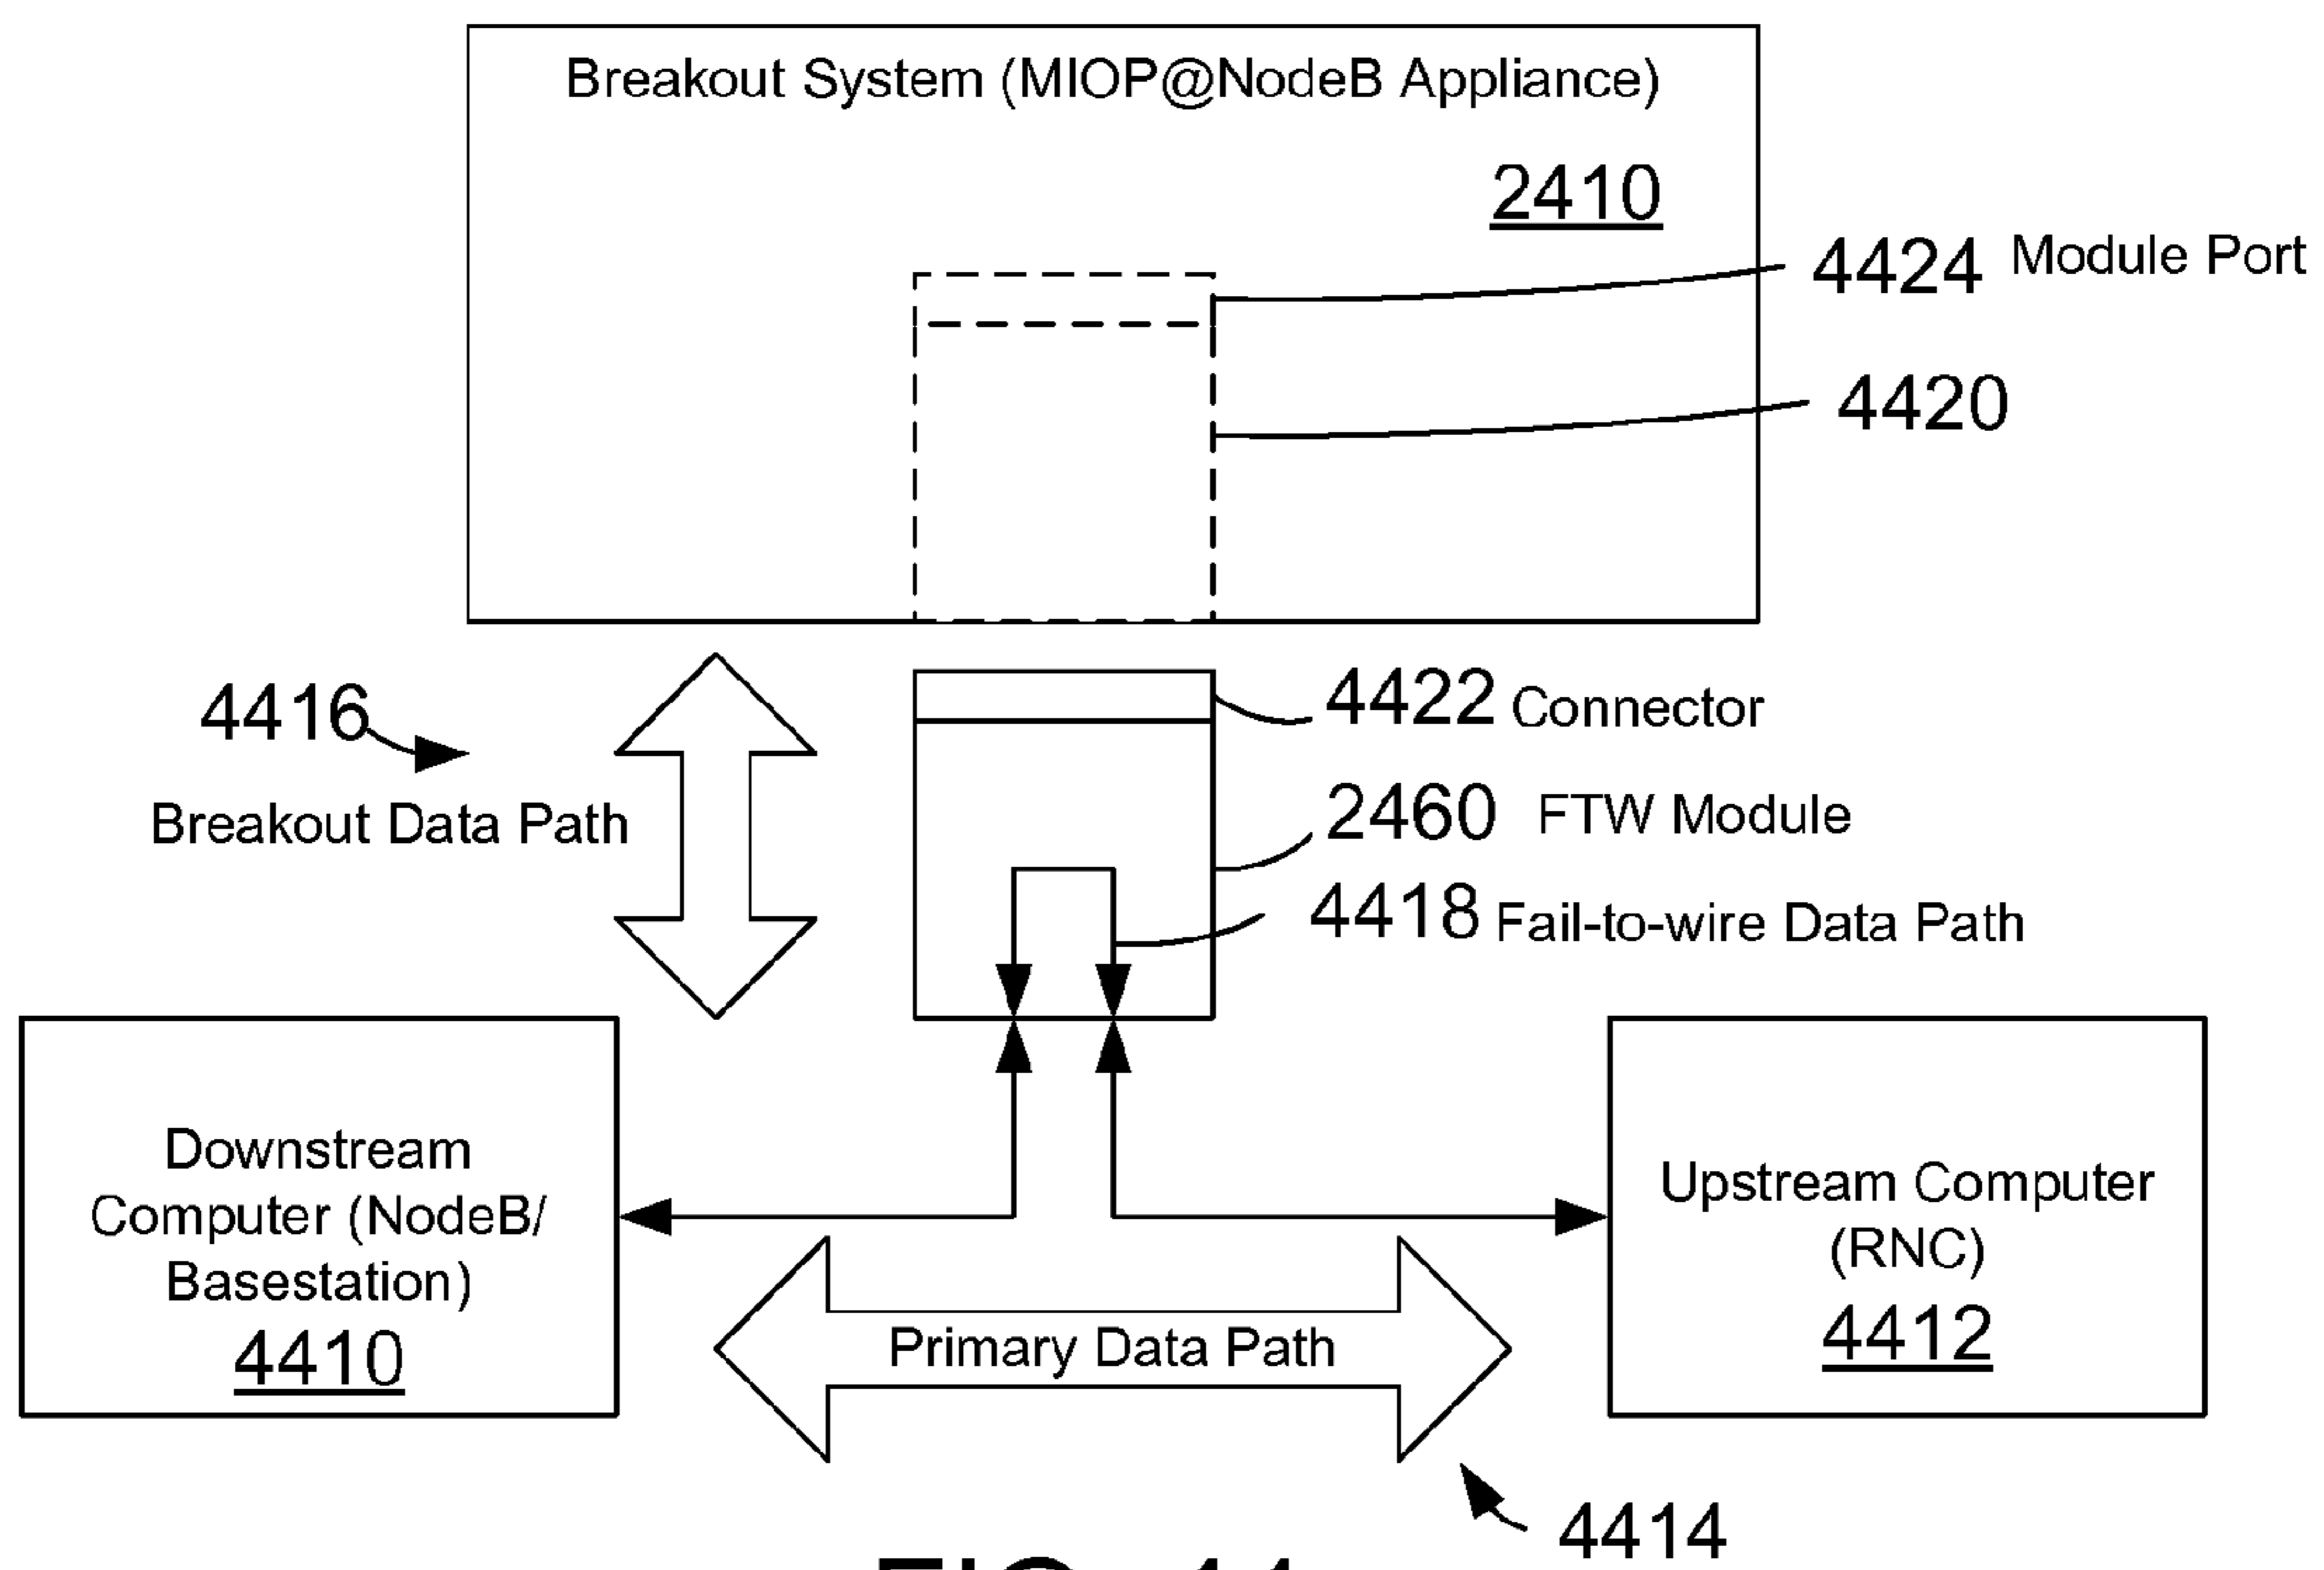 Breakout System (MIOP@NodeB Appliance)
2410
4424 Module Port
4420
4416
Breakout Data Path
4422 Connector
2460 FTW Module
4418 Fail-to-wire Data Path
Downstream
Computer (NodeB/
Basestation)
4410
Upstream Computer
(RNC)
4412
Primary Data Path
4414